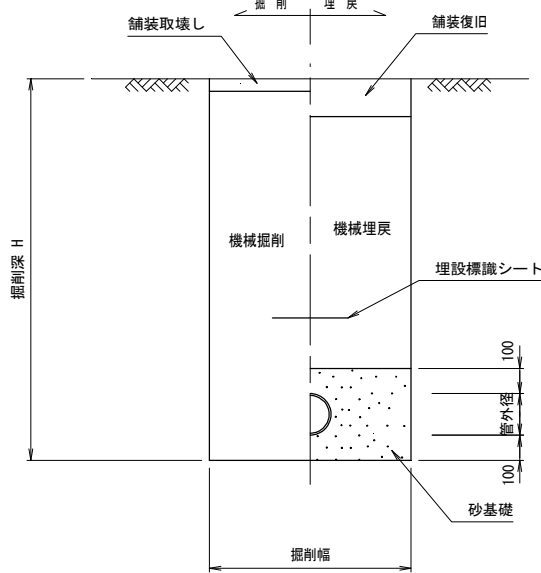 掘 削 埋 戻
舗装取壊し
舗装復旧
掘削深 H
機械掘削
機械埋戻
埋設標識シート
100
管外径
100
砂基礎
掘削幅